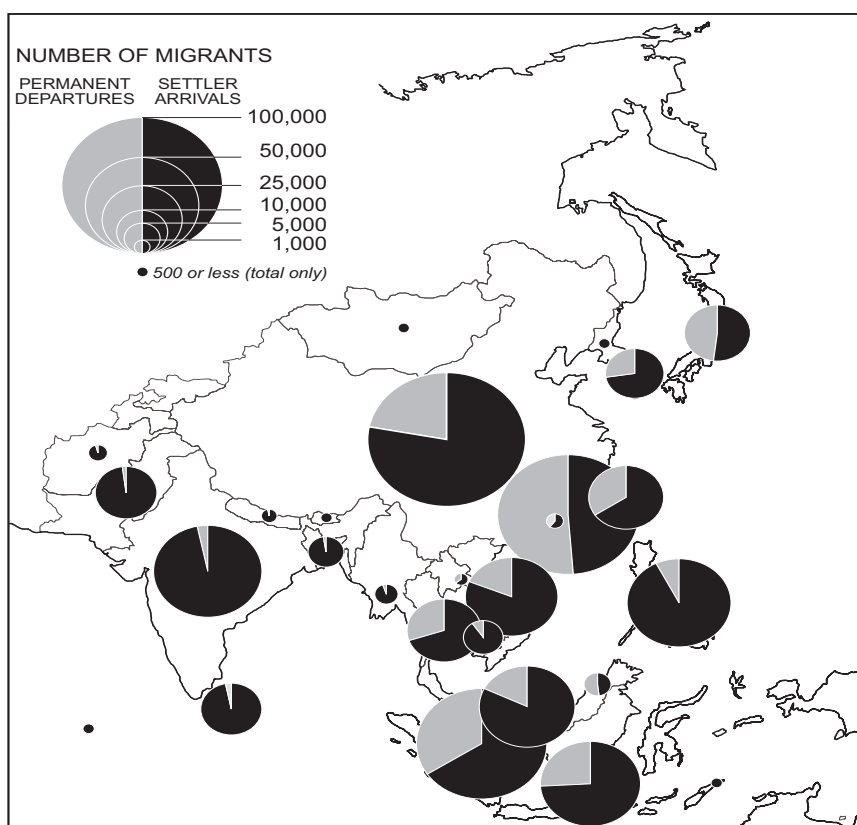 NUMBER OF MIGRANTS
PERMANENT DEPARTURES
SETTLER ARRIVALS
100,000
50,000
25,000
10,000
5,000
1,000
500 or less (total only)